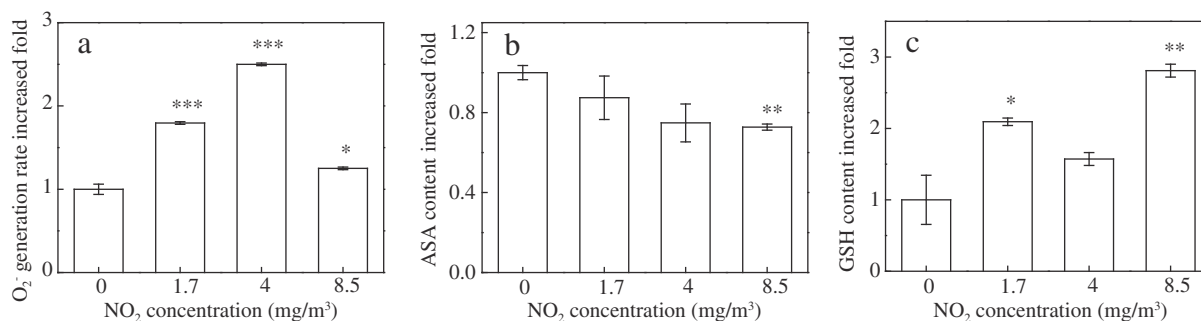 a
O₂⁻ generation rate increased fold
3
2
1
0
***
***
*
0 1.7 4 8.5
NO₂ concentration (mg/m³)
b
ASA content increased fold
1.2
0.8
0.4
0.0
**
0 1.7 4 8.5
NO₂ concentration (mg/m³)
c
GSH content increased fold
3
2
1
0
*
**
0 1.7 4 8.5
NO₂ concentration (mg/m³)